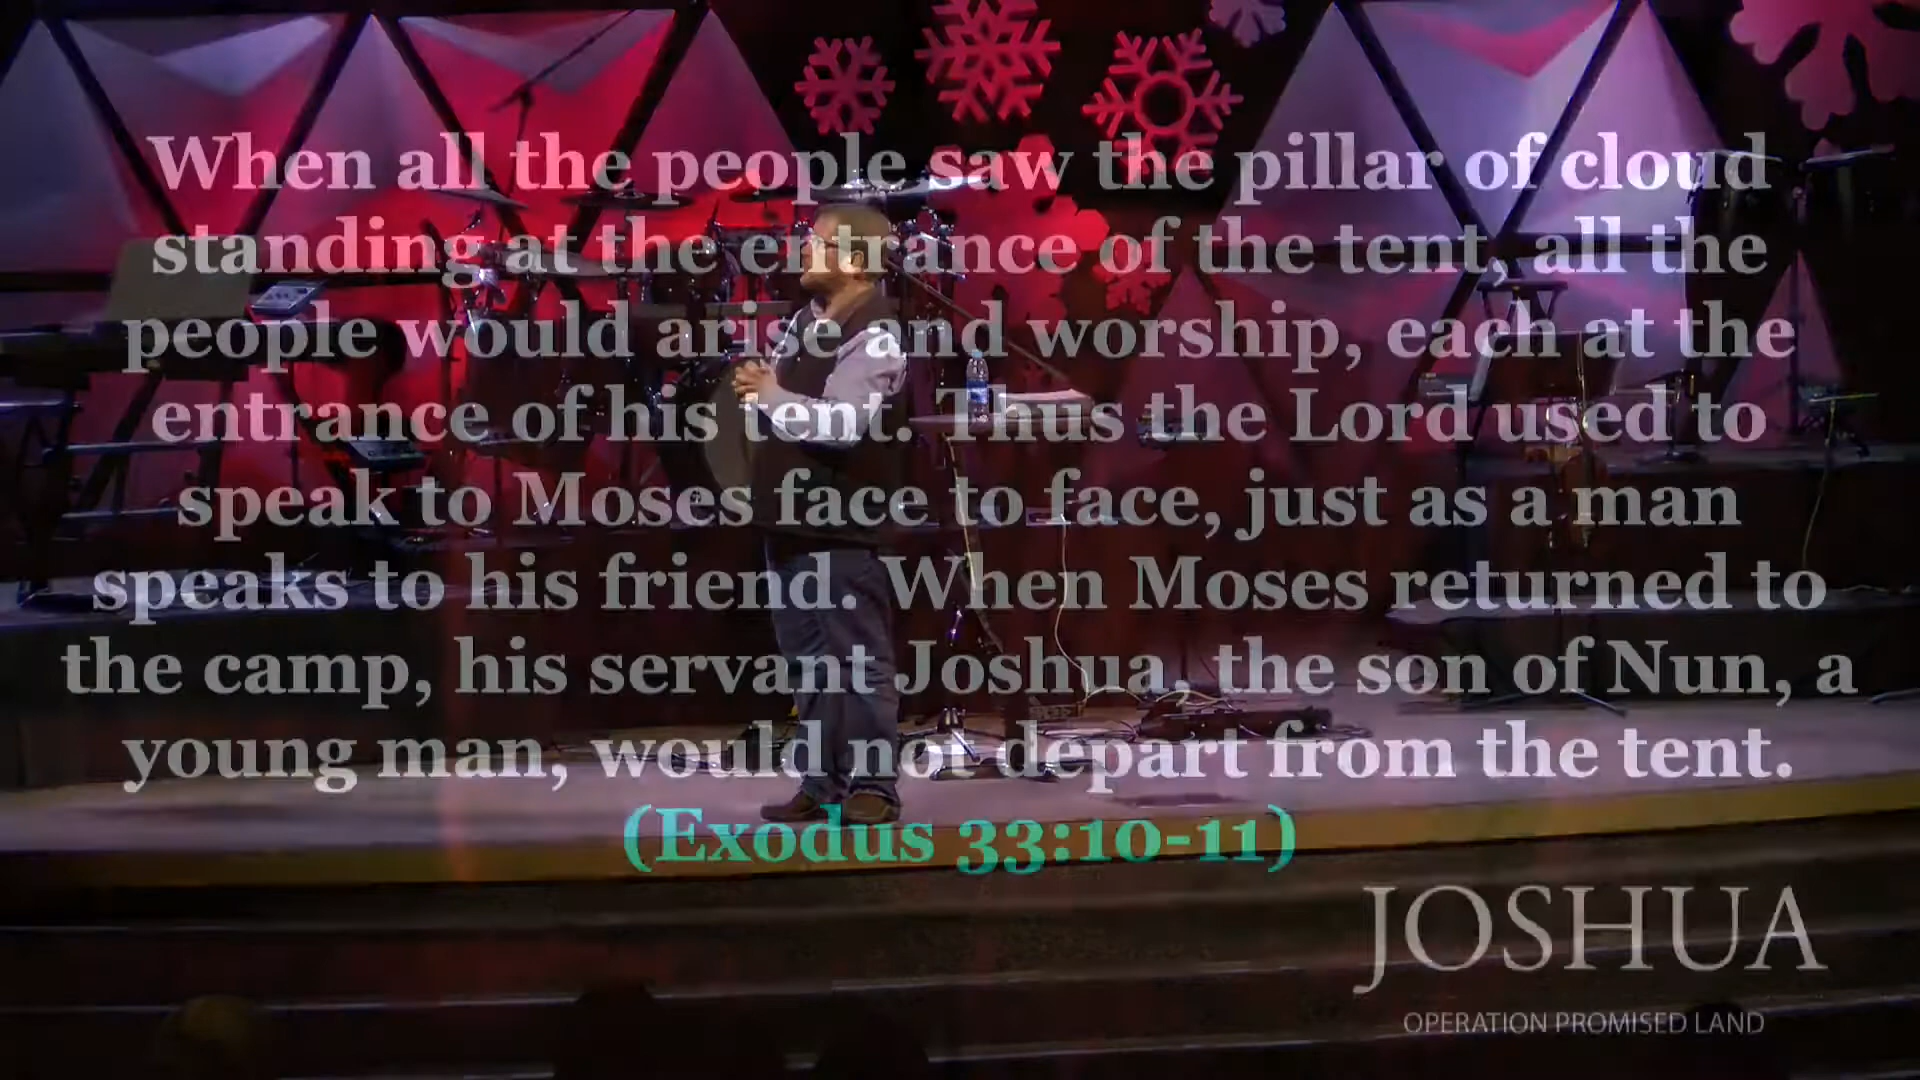 When all the people saw the pillar of cloud
standing at the entrance of the tent, all the
people would arise and worship, each at the
entrance of his tent. Thus the Lord used to
speak to Moses face to face, just as a man
speaks to his friend. When Moses returned to
the camp, his servant Joshua, the son of Nun, a
young man, would not depart from the tent.
(Exodus 33:10-11)
JOSHUA
OPERATION PROMISED LAND